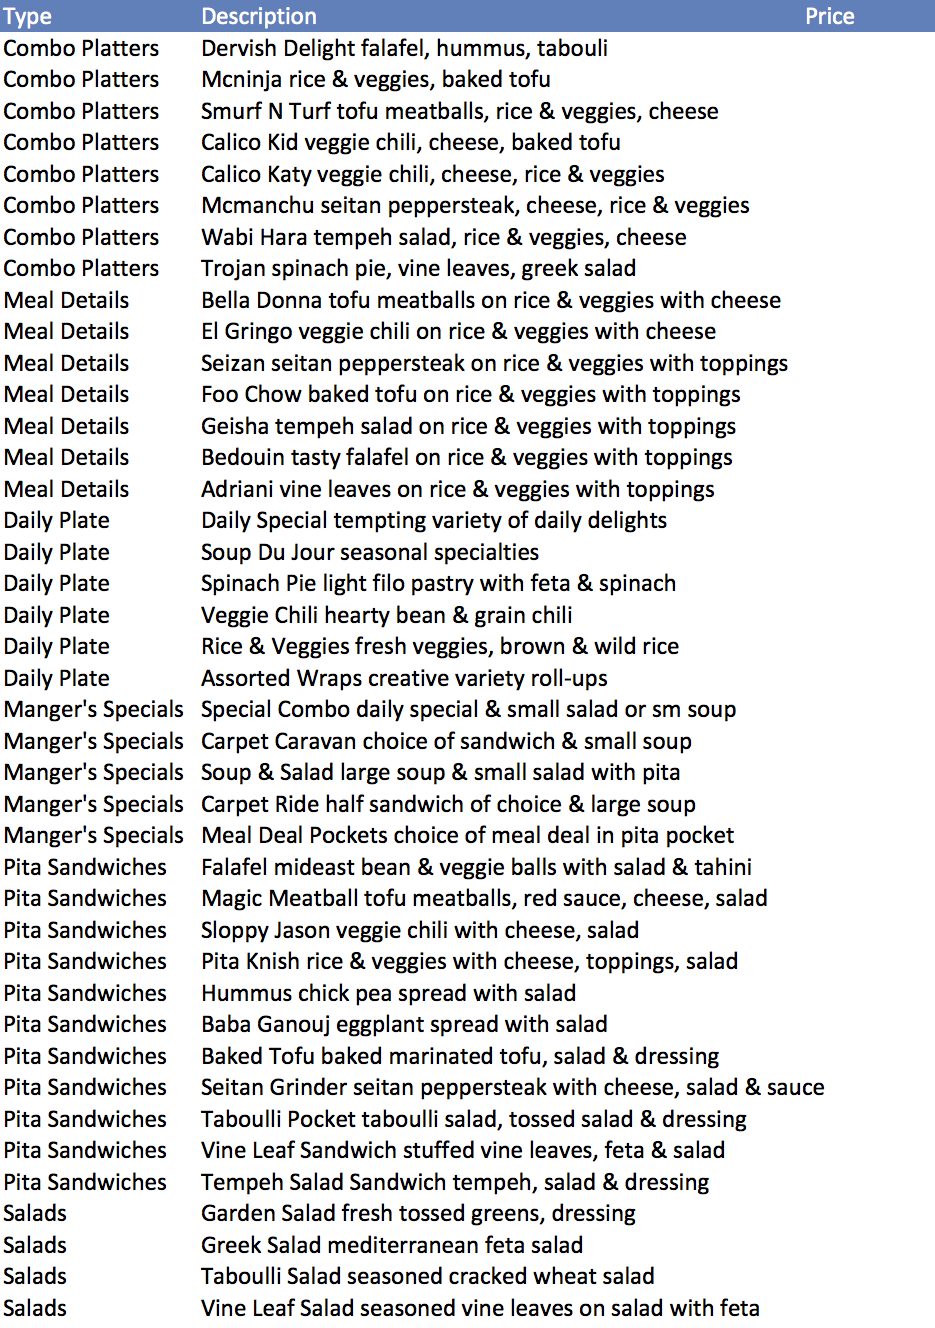 Type Description Price
Combo Platters Dervish Delight falafel, hummus, tabouli
Combo Platters Mcninja rice & veggies, baked tofu
Combo Platters Smurf N Turf tofu meatballs, rice & veggies, cheese
Combo Platters Calico Kid veggie chili, cheese, baked tofu
Combo Platters Calico Katy veggie chili, cheese, rice & veggies
Combo Platters Mcmanchu seitan peppersteak, cheese, rice & veggies
Combo Platters Wabi Hara tempeh salad, rice & veggies, cheese
Combo Platters Trojan spinach pie, vine leaves, greek salad
Meal Details Bella Donna tofu meatballs on rice & veggies with cheese
Meal Details El Gringo veggie chili on rice & veggies with cheese
Meal Details Seizan seitan peppersteak on rice & veggies with toppings
Meal Details Foo Chow baked tofu on rice & veggies with toppings
Meal Details Geisha tempeh salad on rice & veggies with toppings
Meal Details Bedouin tasty falafel on rice & veggies with toppings
Meal Details Adriani vine leaves on rice & veggies with toppings
Daily Plate Daily Special tempting variety of daily delights
Daily Plate Soup Du Jour seasonal specialties
Daily Plate Spinach Pie light filo pastry with feta & spinach
Daily Plate Veggie Chili hearty bean & grain chili
Daily Plate Rice & Veggies fresh veggies, brown & wild rice
Daily Plate Assorted Wraps creative variety roll-ups
Manger's Specials Special Combo daily special & small salad or sm soup
Manger's Specials Carpet Caravan choice of sandwich & small soup
Manger's Specials Soup & Salad large soup & small salad with pita
Manger's Specials Carpet Ride half sandwich of choice & large soup
Manger's Specials Meal Deal Pockets choice of meal deal in pita pocket
Pita Sandwiches Falafel mideast bean & veggie balls with salad & tahini
Pita Sandwiches Magic Meatball tofu meatballs, red sauce, cheese, salad
Pita Sandwiches Sloppy Jason veggie chili with cheese, salad
Pita Sandwiches Pita Knish rice & veggies with cheese, toppings, salad
Pita Sandwiches Hummus chick pea spread with salad
Pita Sandwiches Baba Ganouj eggplant spread with salad
Pita Sandwiches Baked Tofu baked marinated tofu, salad & dressing
Pita Sandwiches Seitan Grinder seitan peppersteak with cheese, salad & sauce
Pita Sandwiches Taboulli Pocket taboulli salad, tossed salad & dressing
Pita Sandwiches Vine Leaf Sandwich stuffed vine leaves, feta & salad
Pita Sandwiches Tempeh Salad Sandwich tempeh, salad & dressing
Salads Garden Salad fresh tossed greens, dressing
Salads Greek Salad mediterranean feta salad
Salads Taboulli Salad seasoned cracked wheat salad
Salads Vine Leaf Salad seasoned vine leaves on salad with feta